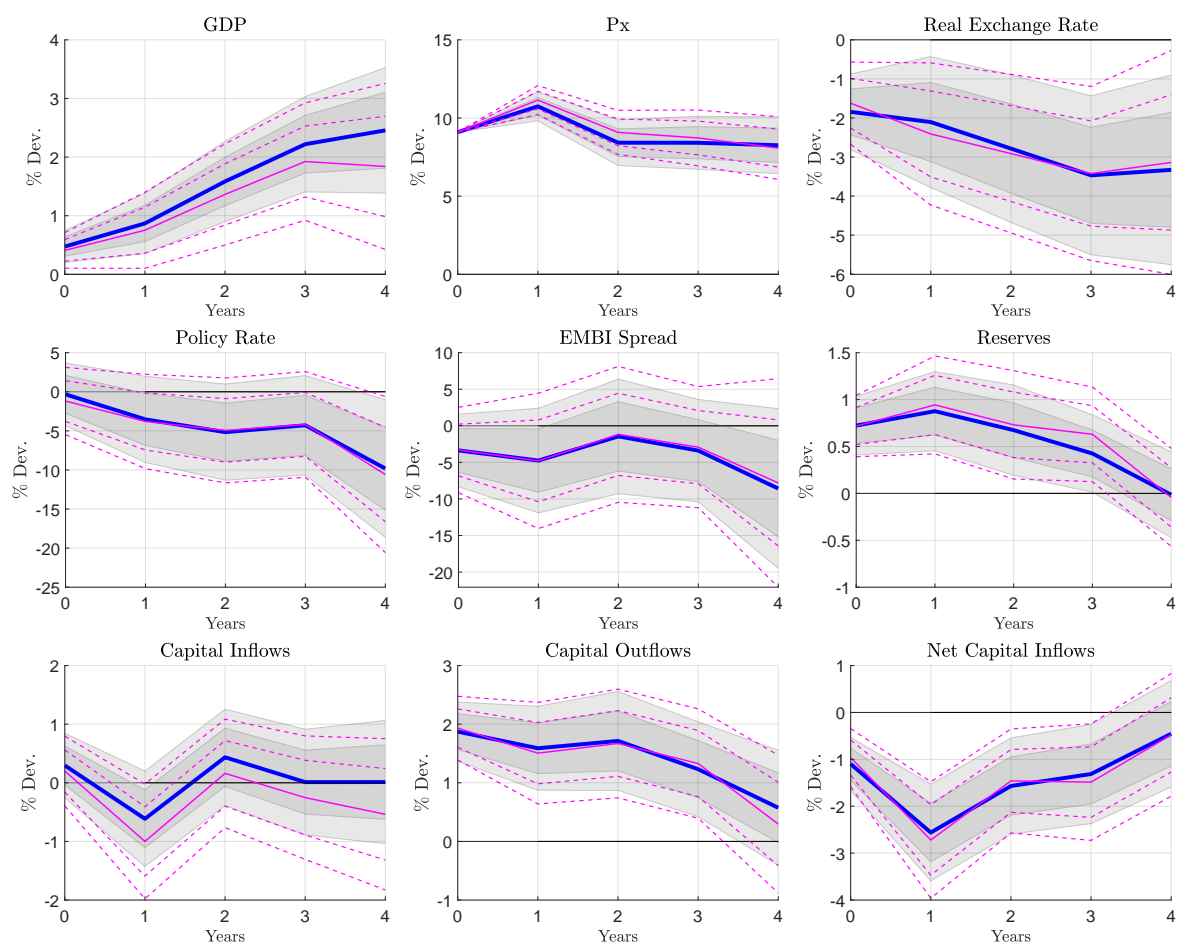 GDP
4
3
2
1
0
% Dev.
0 1 2 3 4
Years
Px
15
10
5
0
% Dev.
0 1 2 3 4
Years
Real Exchange Rate
0
-1
-2
-3
-4
-5
-6
% Dev.
0 1 2 3 4
Years
Policy Rate
5
0
-5
-10
-15
-20
-25
% Dev.
0 1 2 3 4
Years
EMBI Spread
10
5
0
-5
-10
-15
-20
% Dev.
0 1 2 3 4
Years
Reserves
1.5
1
0.5
0
-0.5
-1
% Dev.
0 1 2 3 4
Years
Capital Inflows
2
1
0
-1
-2
% Dev.
0 1 2 3 4
Years
Capital Outflows
3
2
1
0
-1
% Dev.
0 1 2 3 4
Years
Net Capital Inflows
1
0
-1
-2
-3
-4
% Dev.
0 1 2 3 4
Years